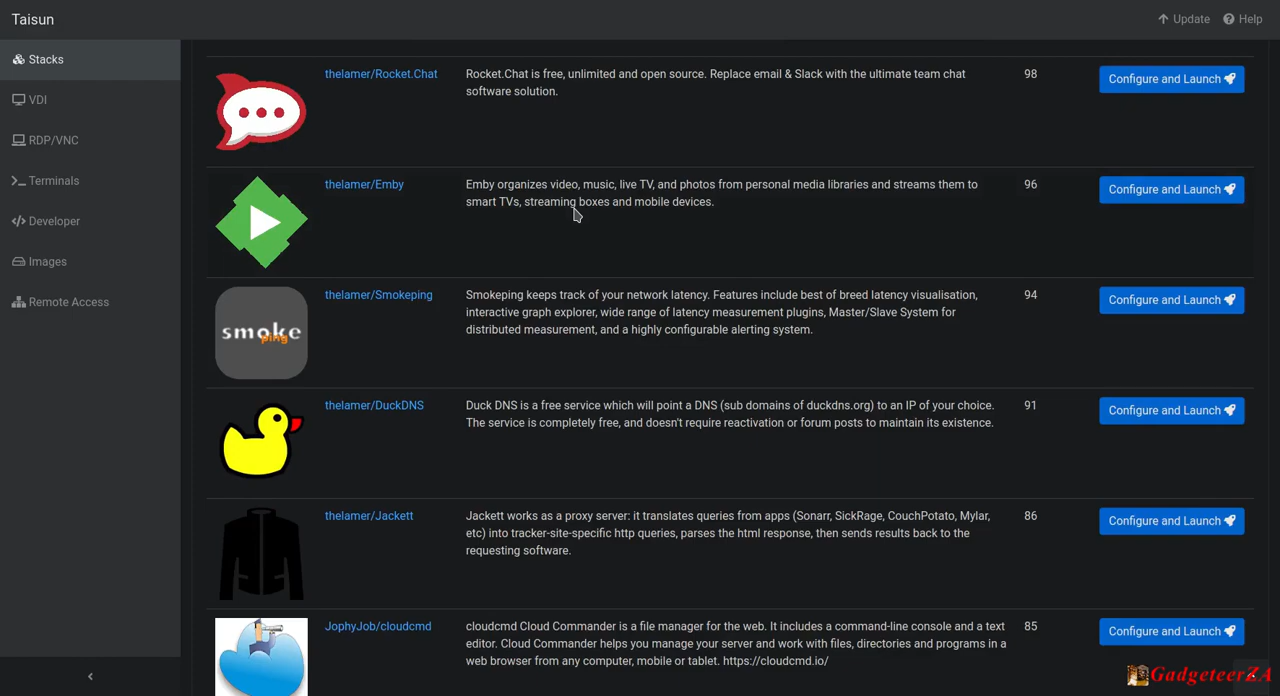 Taisun
Update
Help
Stacks
VDI
RDP/VNC
Terminals
Developer
Images
Remote Access
thelamer/Rocket.Chat
Rocket.Chat is free, unlimited and open source. Replace email & Slack with the ultimate team chat
software solution.
98
Configure and Launch
thelamer/Emby
Emby organizes video, music, live TV, and photos from personal media libraries and streams them to
smart TVs, streaming boxes and mobile devices.
96
Configure and Launch
smoke
ping
thelamer/Smokeping
Smokeping keeps track of your network latency. Features include best of breed latency visualisation,
interactive graph explorer, wide range of latency measurement plugins, Master/Slave System for
distributed measurement, and a highly configurable alerting system.
94
Configure and Launch
thelamer/DuckDNS
Duck DNS is a free service which will point a DNS (sub domains of duckdns.org) to an IP of your choice.
The service is completely free, and doesn't require reactivation or forum posts to maintain its existence.
91
Configure and Launch
thelamer/Jackett
Jackett works as a proxy server: it translates queries from apps (Sonarr, SickRage, CouchPotato, Mylar,
etc) into tracker-site-specific http queries, parses the html response, then sends results back to the
requesting software.
86
Configure and Launch
JophyJob/cloudcmd
cloudcmd Cloud Commander is a file manager for the web. It includes a command-line console and a text
editor. Cloud Commander helps you manage your server and work with files, directories and programs in a
web browser from any computer, mobile or tablet. https://cloudcmd.io/
85
Configure and Launch
GadgeteerZA